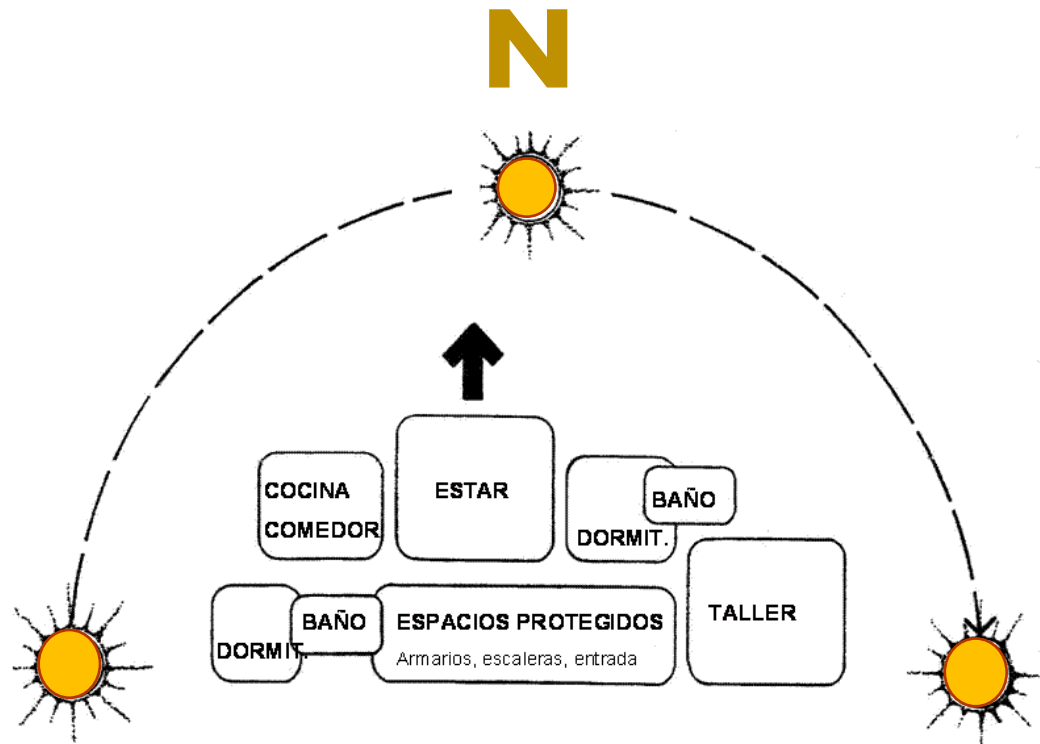 N
COCINA
COMEDOR
ESTAR
DORMIT.
BAÑO
DORMIT.
BAÑO
ESPACIOS PROTEGIDOS
Armarios, escaleras, entrada
TALLER